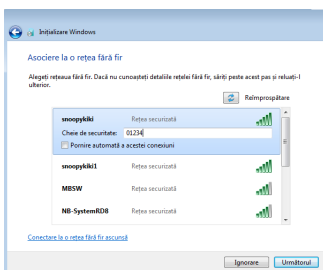 Inițializare Windows
Asociere la o rețea fără fir
Alegeți rețeaua fără fir. Dacă nu cunoașteți detaliile rețelei fără fir, săriți peste acest pas și reluați-l
ulterior.
Reîmprospătare
snoopykiki Rețea securizată
Cheie de securitate: 01234
Pornire automată a acestei conexiuni
snoopykiki1 Rețea securizată
MBSW Rețea securizată
NB-SystemRD8 Rețea securizată
Conectare la o rețea fără fir ascunsă
Ignorare Următorul